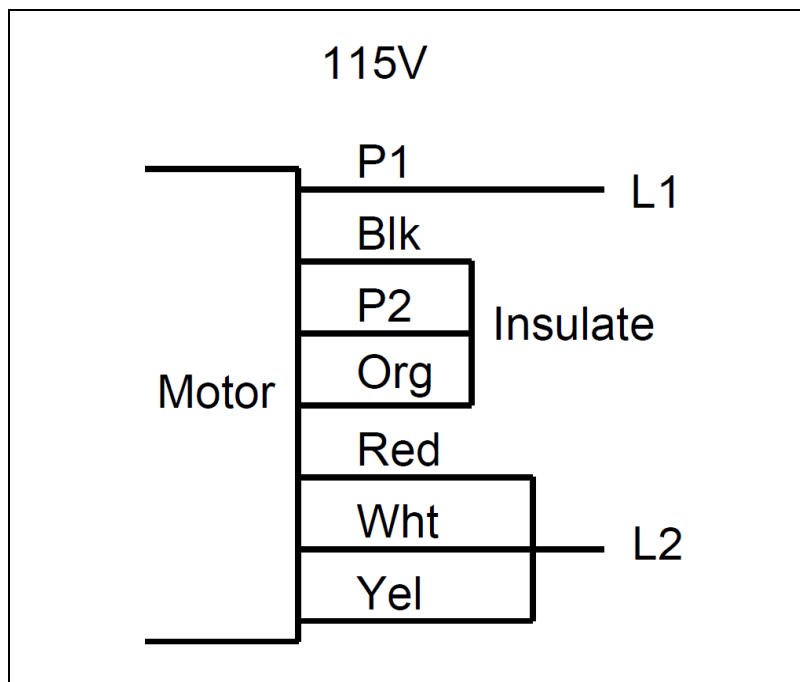 115V
P1
L1
Blk
P2
Insulate
Org
Motor
Red
Wht
L2
Yel